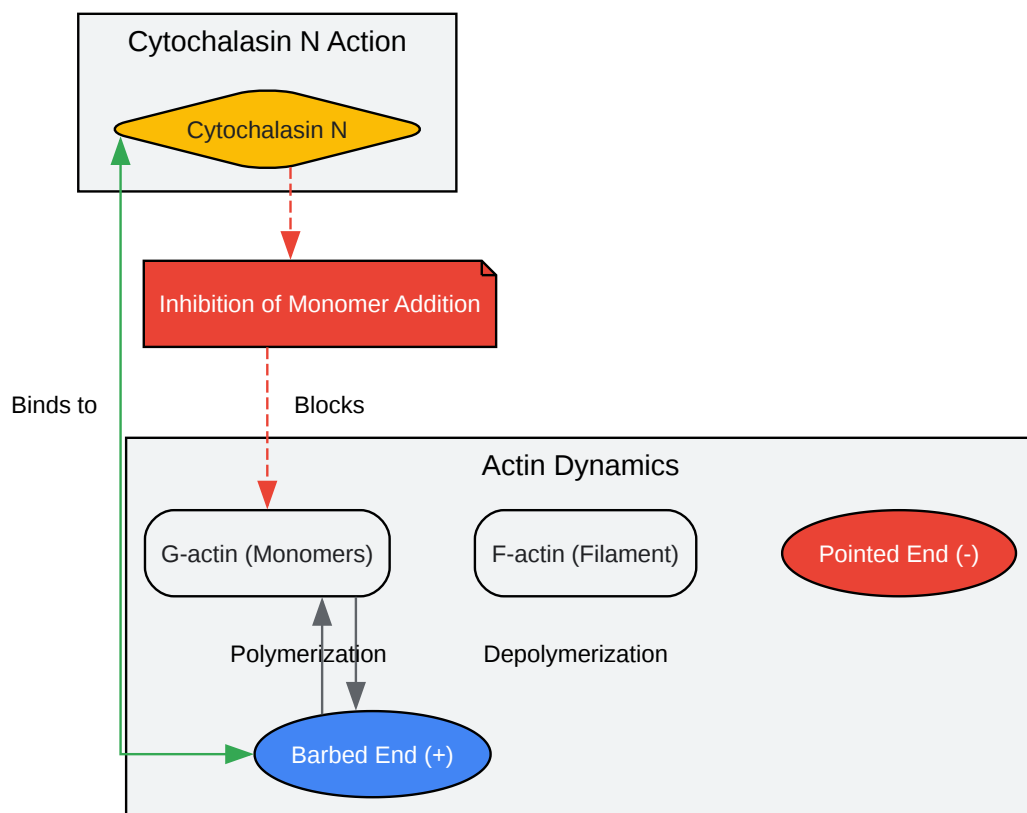 Cytochalasin N Action
Cytochalasin N
Inhibition of Monomer Addition
Binds to
Blocks
Actin Dynamics
G-actin (Monomers)
F-actin (Filament)
Pointed End (-)
Polymerization
Depolymerization
Barbed End (+)